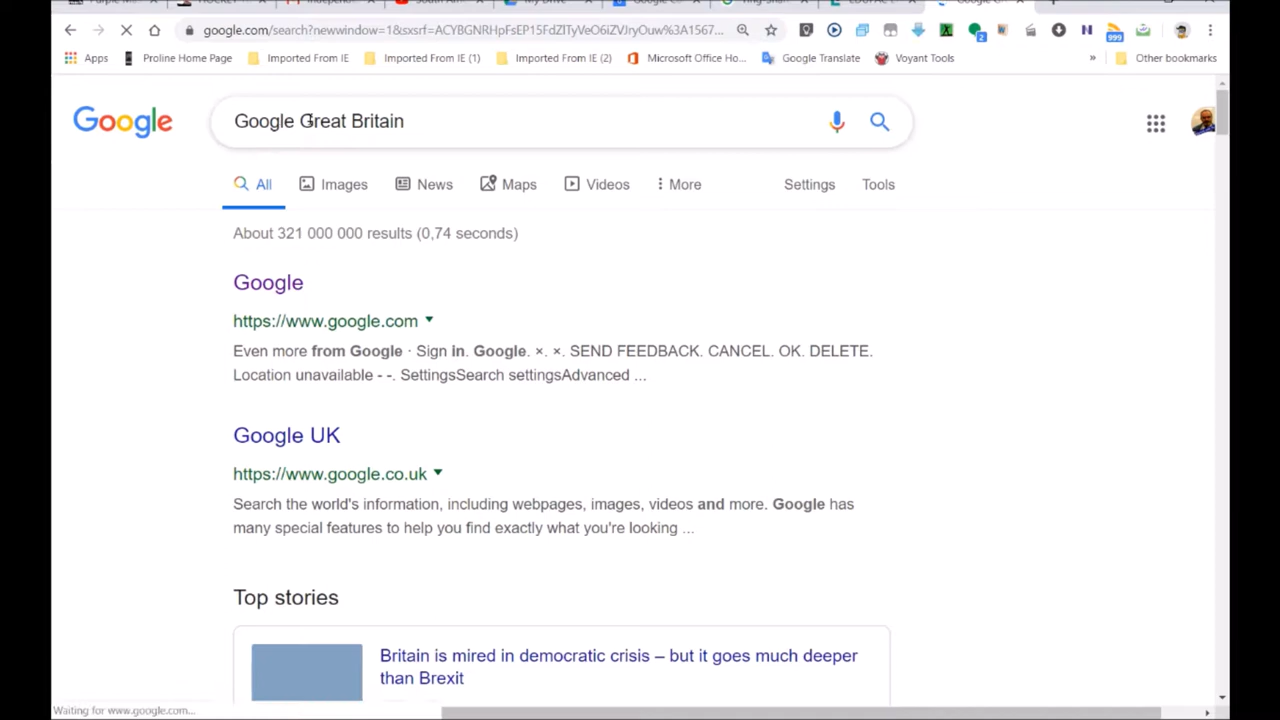 My Drive
google.com/search?newwindow=1&sxsrf=ACYBGNRHpFsEP15FdZlTyVeO6iZVJryOuw%3A1567...
Apps
Proline Home Page
Imported From IE
Imported From IE (1)
Imported From IE (2)
Microsoft Office Ho...
Google Translate
Voyant Tools
»
Other bookmarks
Google
Google Great Britain
All
Images
News
Maps
Videos
More
Settings
Tools
About 321 000 000 results (0,74 seconds)
Google
https://www.google.com
Even more from Google · Sign in. Google. ×. ×. SEND FEEDBACK. CANCEL. OK. DELETE.
Location unavailable - -. SettingsSearch settingsAdvanced ...
Google UK
https://www.google.co.uk
Search the world's information, including webpages, images, videos and more. Google has
many special features to help you find exactly what you're looking ...
Top stories
Britain is mired in democratic crisis – but it goes much deeper
than Brexit
Waiting for www.google.com...
2
999